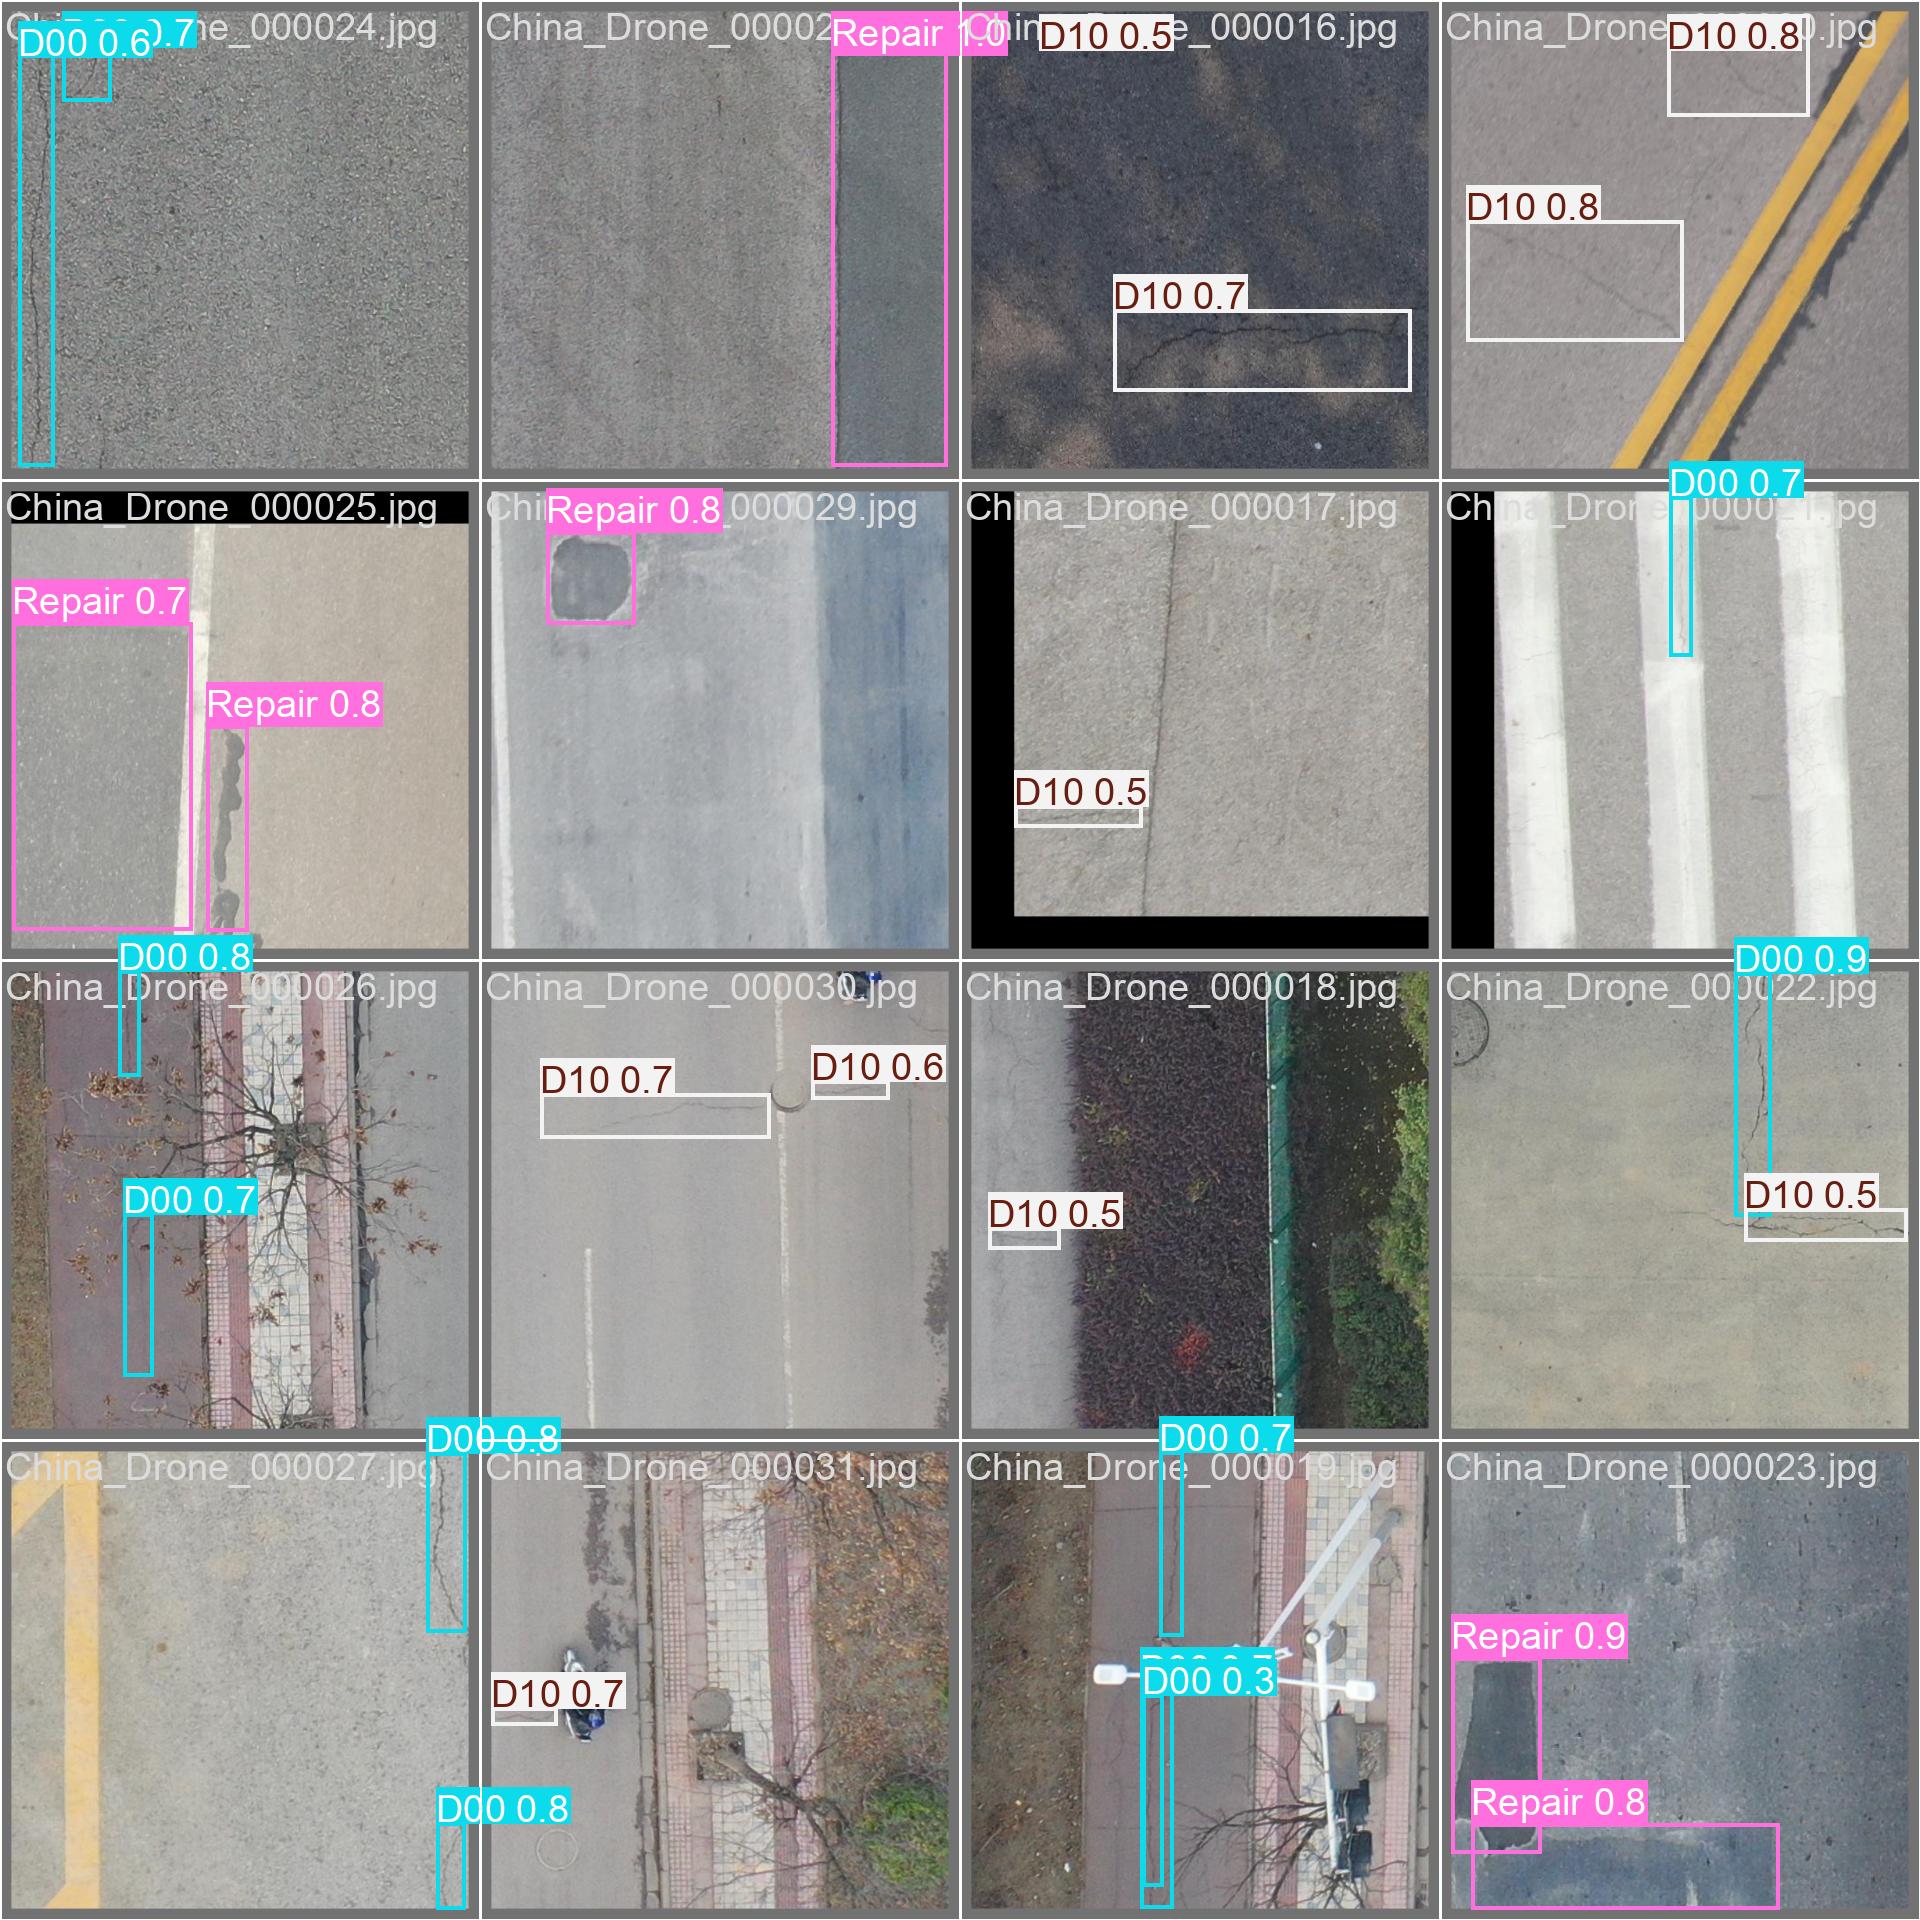 D00 0.6
D10 0.5
China_Drone_000016.jpg
D10 0.8
D10 0.7
D10 0.8
Repair 1.0
China_Drone_000024.jpg
China_Drone_000025.jpg
Repair 0.7
Repair 0.8
Repair 0.8
China_Drone_000029.jpg
China_Drone_000017.jpg
D10 0.5
D00 0.7
China_Drone_000021.jpg
D00 0.8
China_Drone_000026.jpg
D00 0.7
China_Drone_000030.jpg
D10 0.7
D10 0.6
China_Drone_000018.jpg
D10 0.5
D00 0.9
China_Drone_000022.jpg
D10 0.5
China_Drone_000027.jpg
D00 0.8
D00 0.8
China_Drone_000031.jpg
D10 0.7
D00 0.7
China_Drone_000019.jpg
D00 0.3
China_Drone_000023.jpg
Repair 0.9
Repair 0.8